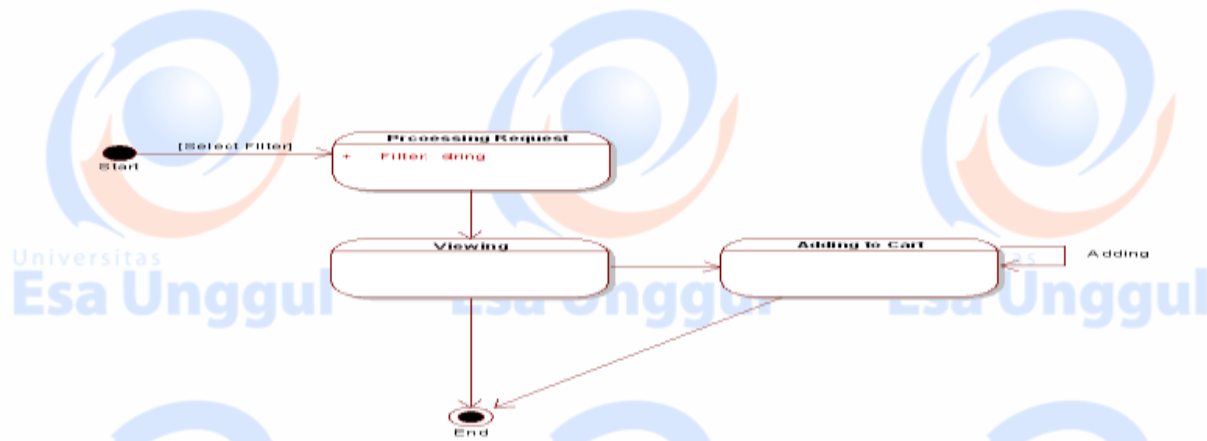 Processing Request
[Select Filter]
+ Filter: string
Start
Viewing
Adding to Cart
Adding
Universitas
Esa Unggul
Esa Unggul
as
Esa Unggul
End